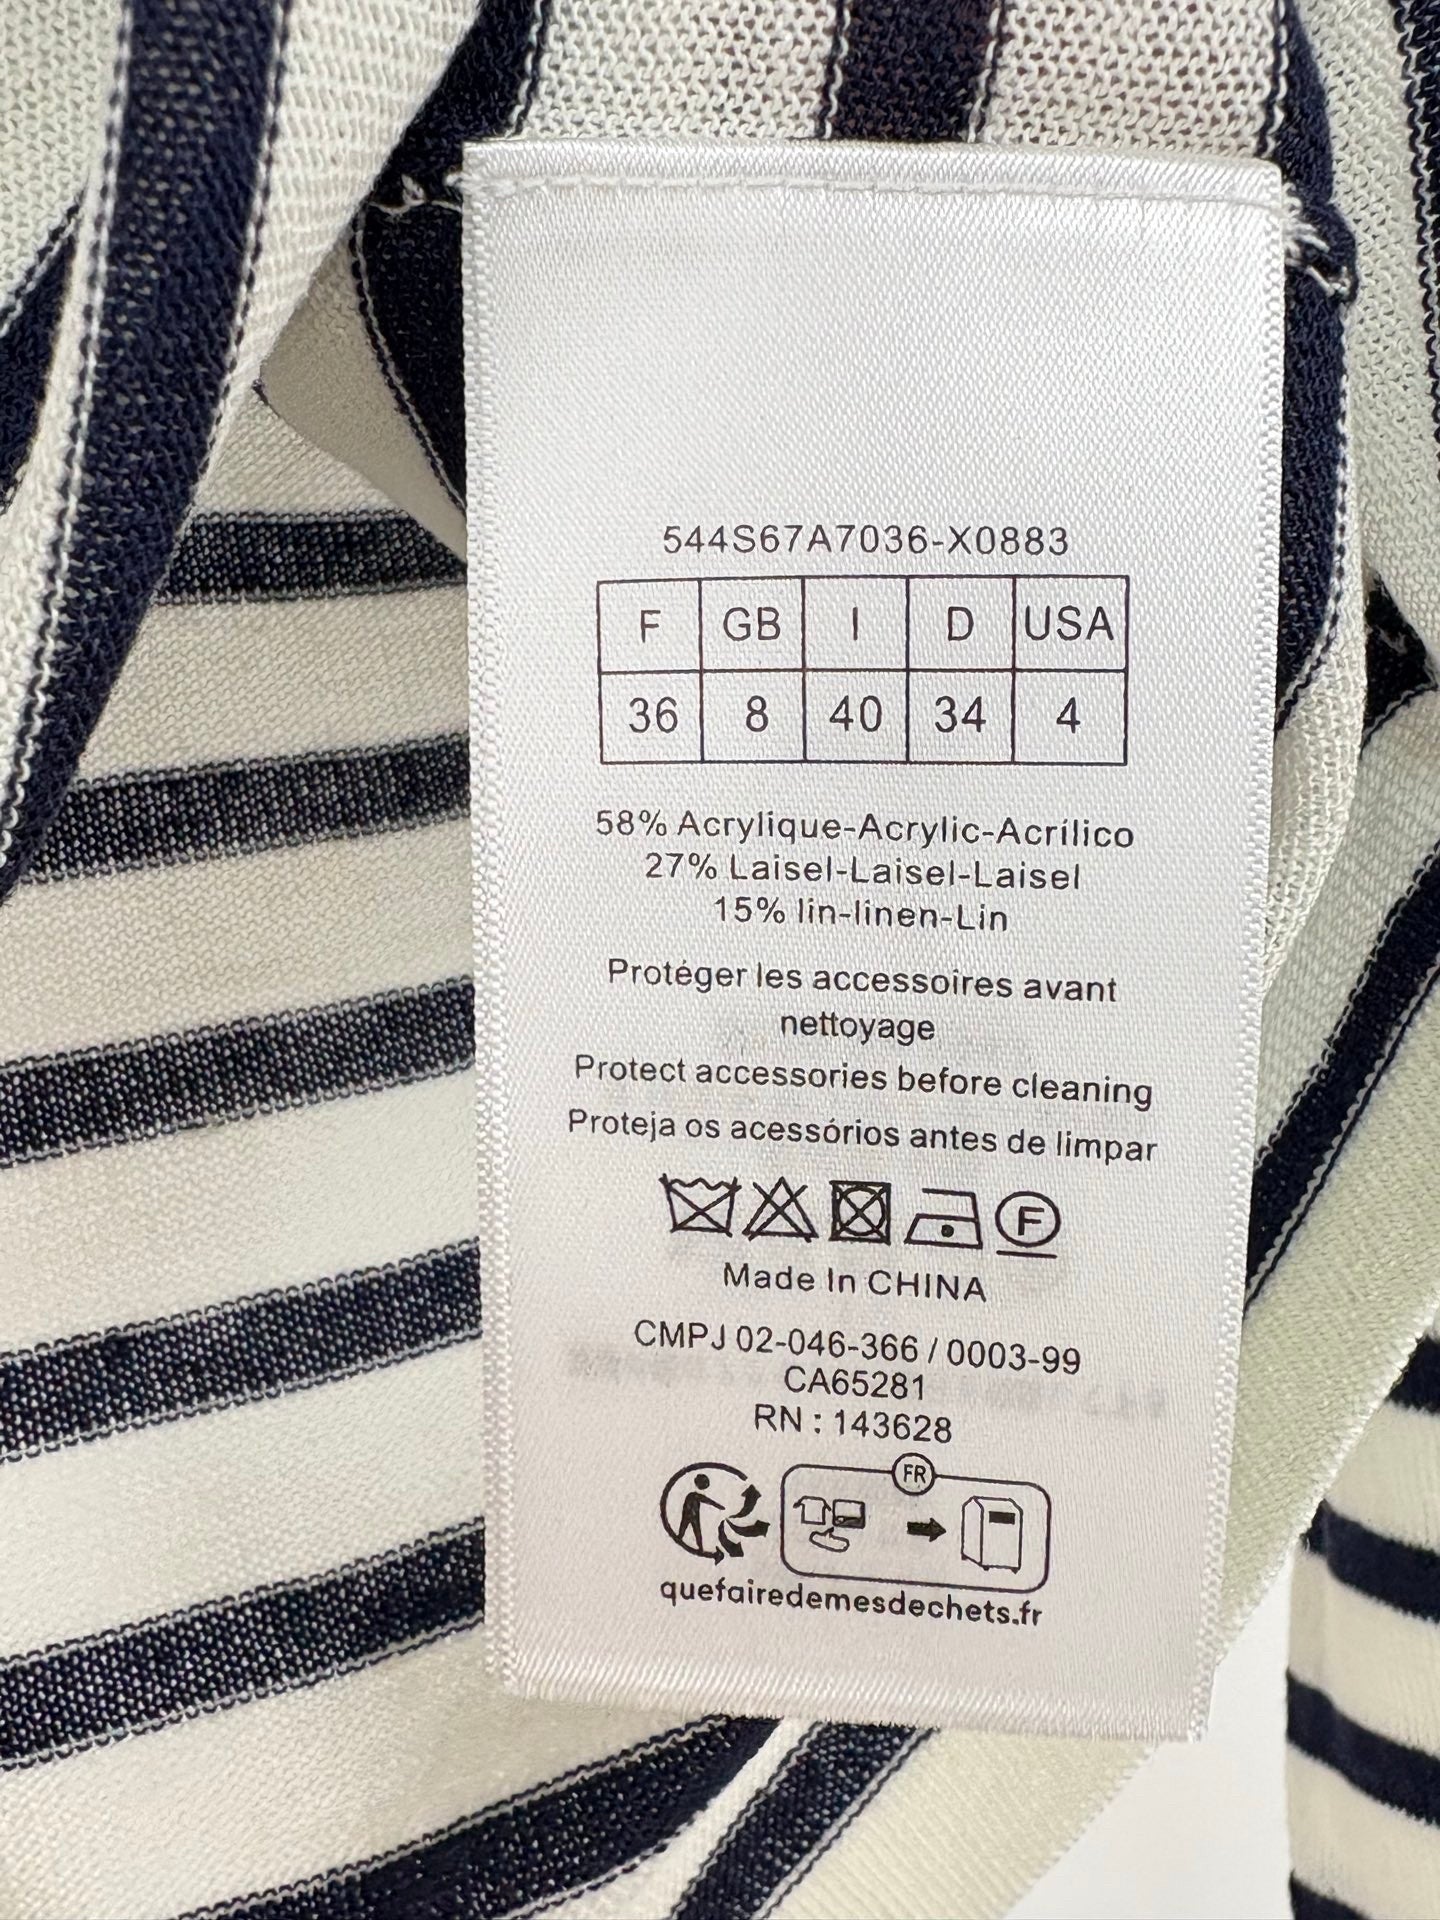 544S67A7036-X0883
F GB I D USA
36 8 40 34 4
58% Acrylique-Acrylic-Acrílico
27% Laisel-Laisel-Laisel
15% lin-linen-Lin
Protéger les accessoires avant
nettoyage
Protect accessories before cleaning
Proteja os acessórios antes de limpar
F
Made In CHINA
CMPJ 02-046-366 / 0003-99
CA65281
RN : 143628
FR
quefairedemesdechets.fr